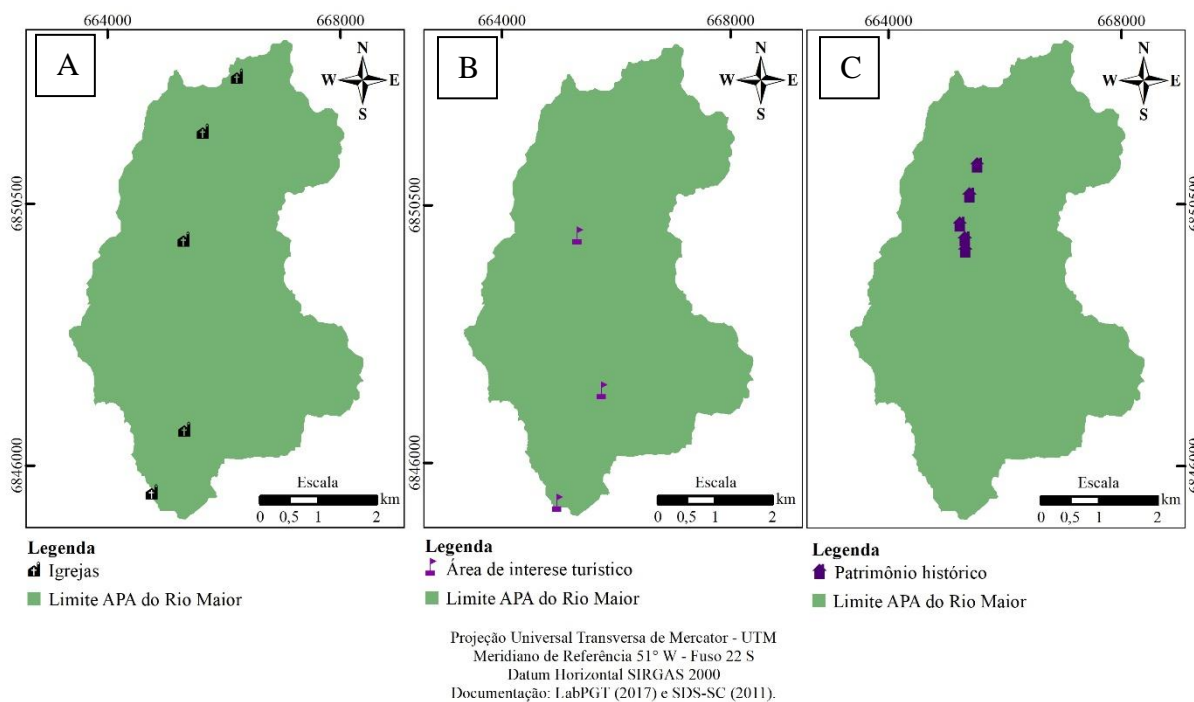 664000 668000
A
N
W E
S
6850500
6846000
Escala
km
0 0,5 1 2
Legenda
Igrejas
Limite APA do Rio Maior
664000 668000
B
N
W E
S
6850500
6846000
Escala
km
0 0,5 1 2
Legenda
Área de interese turístico
Limite APA do Rio Maior
664000 668000
C
N
W E
S
6850500
6846000
Escala
km
0 0,5 1 2
Legenda
Patrimônio histórico
Limite APA do Rio Maior
Projeção Universal Transversa de Mercator - UTM
Meridiano de Referência 51° W - Fuso 22 S
Datum Horizontal SIRGAS 2000
Documentação: LabPGT (2017) e SDS-SC (2011).